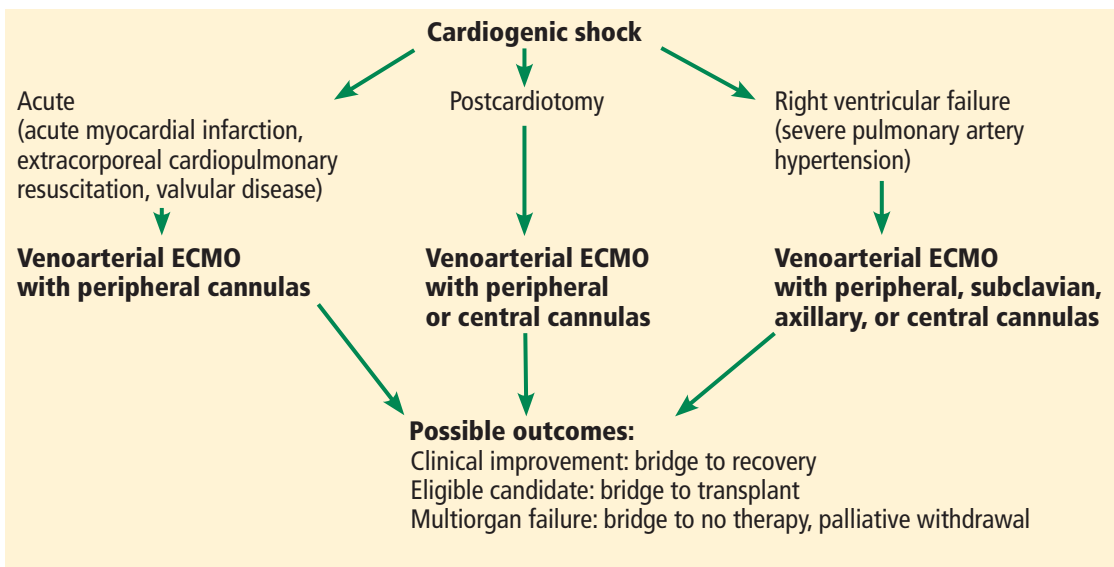 Cardiogenic shock
Acute
(acute myocardial infarction,
extracorporeal cardiopulmonary
resuscitation, valvular disease)
Postcardiotomy
Right ventricular failure
(severe pulmonary artery
hypertension)
Venoarterial ECMO
with peripheral cannulas
Venoarterial ECMO
with peripheral
or central cannulas
Venoarterial ECMO
with peripheral, subclavian,
axillary, or central cannulas
Possible outcomes:
Clinical improvement: bridge to recovery
Eligible candidate: bridge to transplant
Multiorgan failure: bridge to no therapy, palliative withdrawal